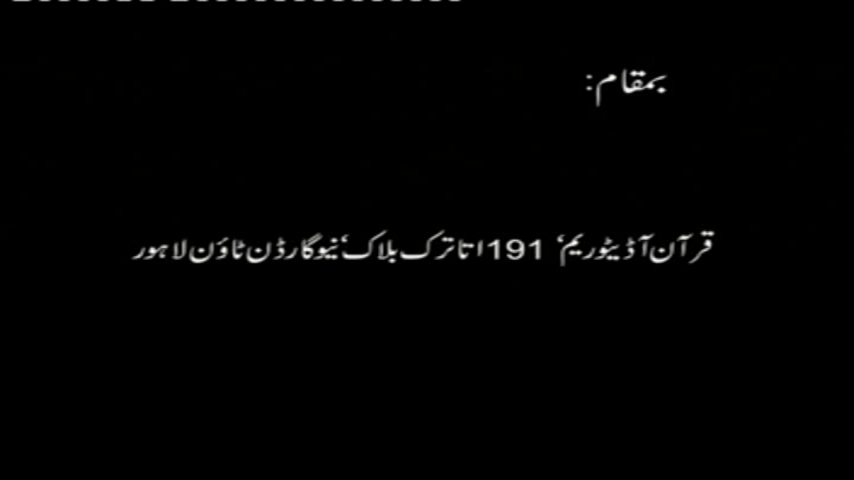 بمقام:
قرآن آڈیٹوریم‘ 191 اتاترک بلاک‘ نیو گارڈن ٹاؤن لاہور